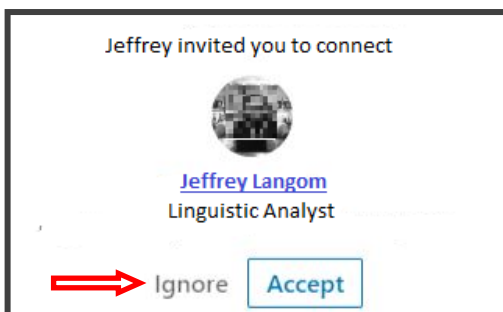 Jeffrey invited you to connect
Jeffrey Langom
Linguistic Analyst
Ignore Accept